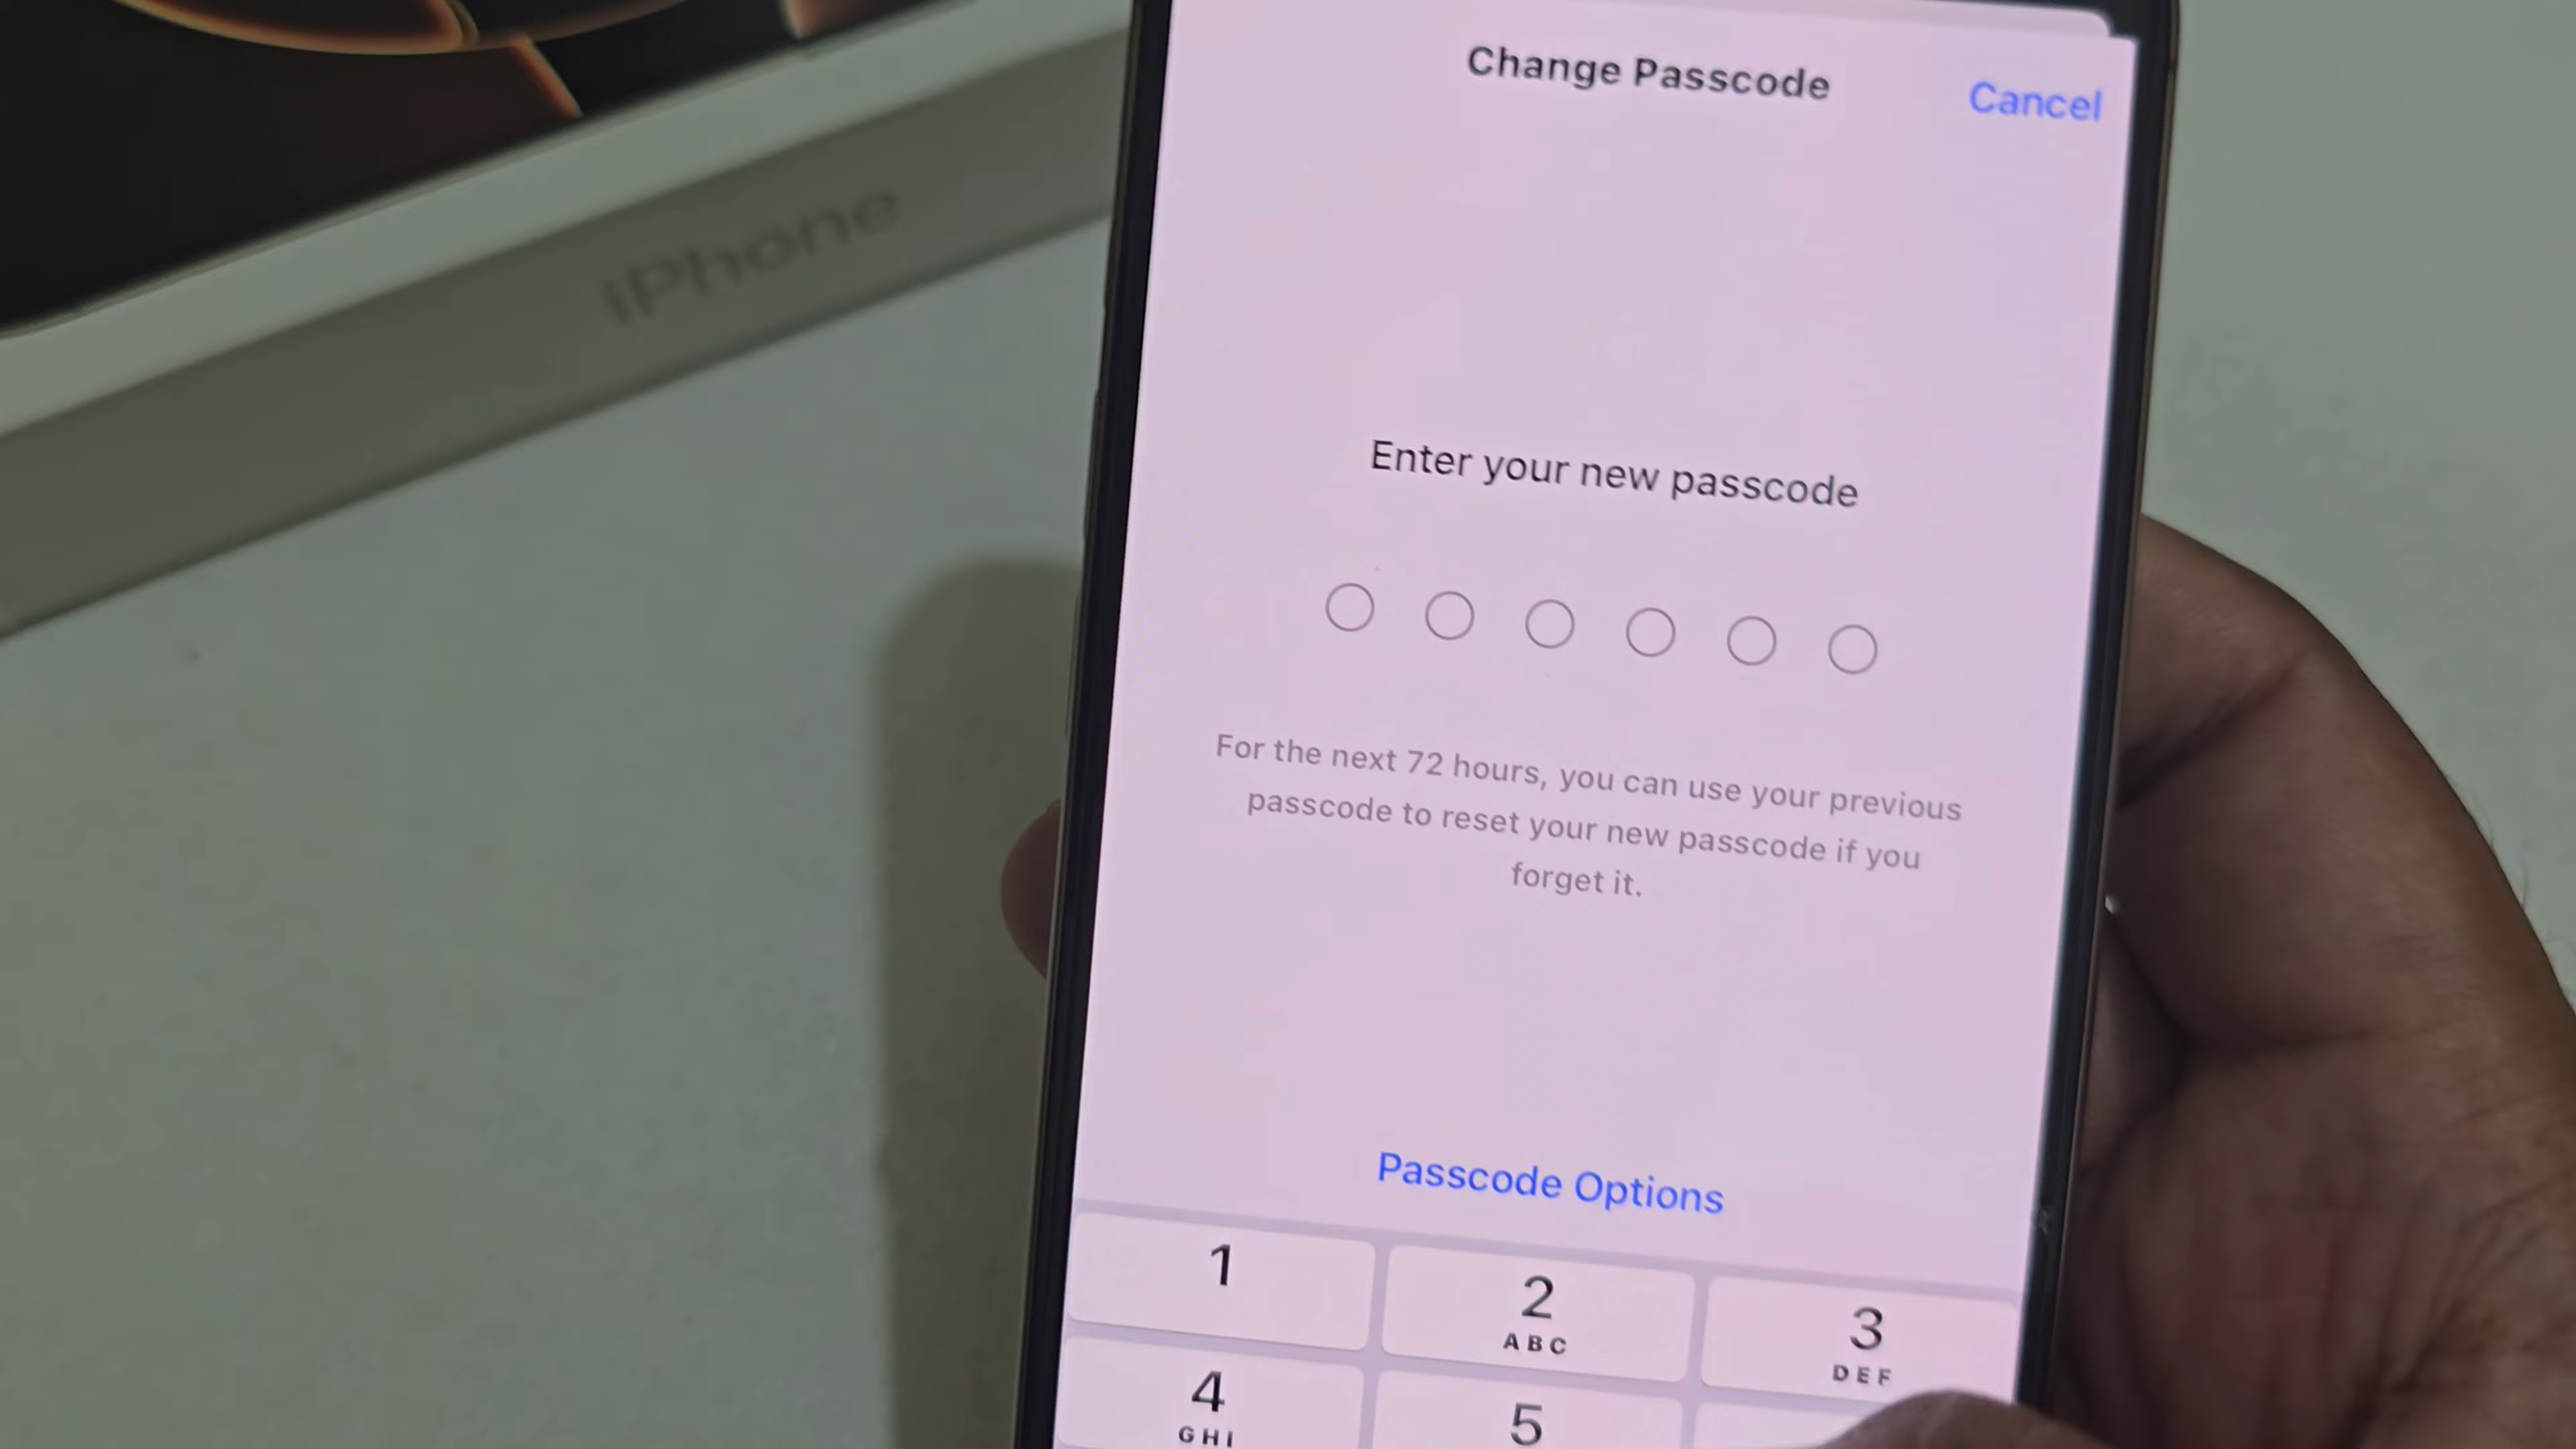 iPhone
Change Passcode
Cancel
Enter your new passcode
For the next 72 hours, you can use your previous
passcode to reset your new passcode if you
forget it.
Passcode Options
1
2
ABC
3
DEF
4
GHI
5